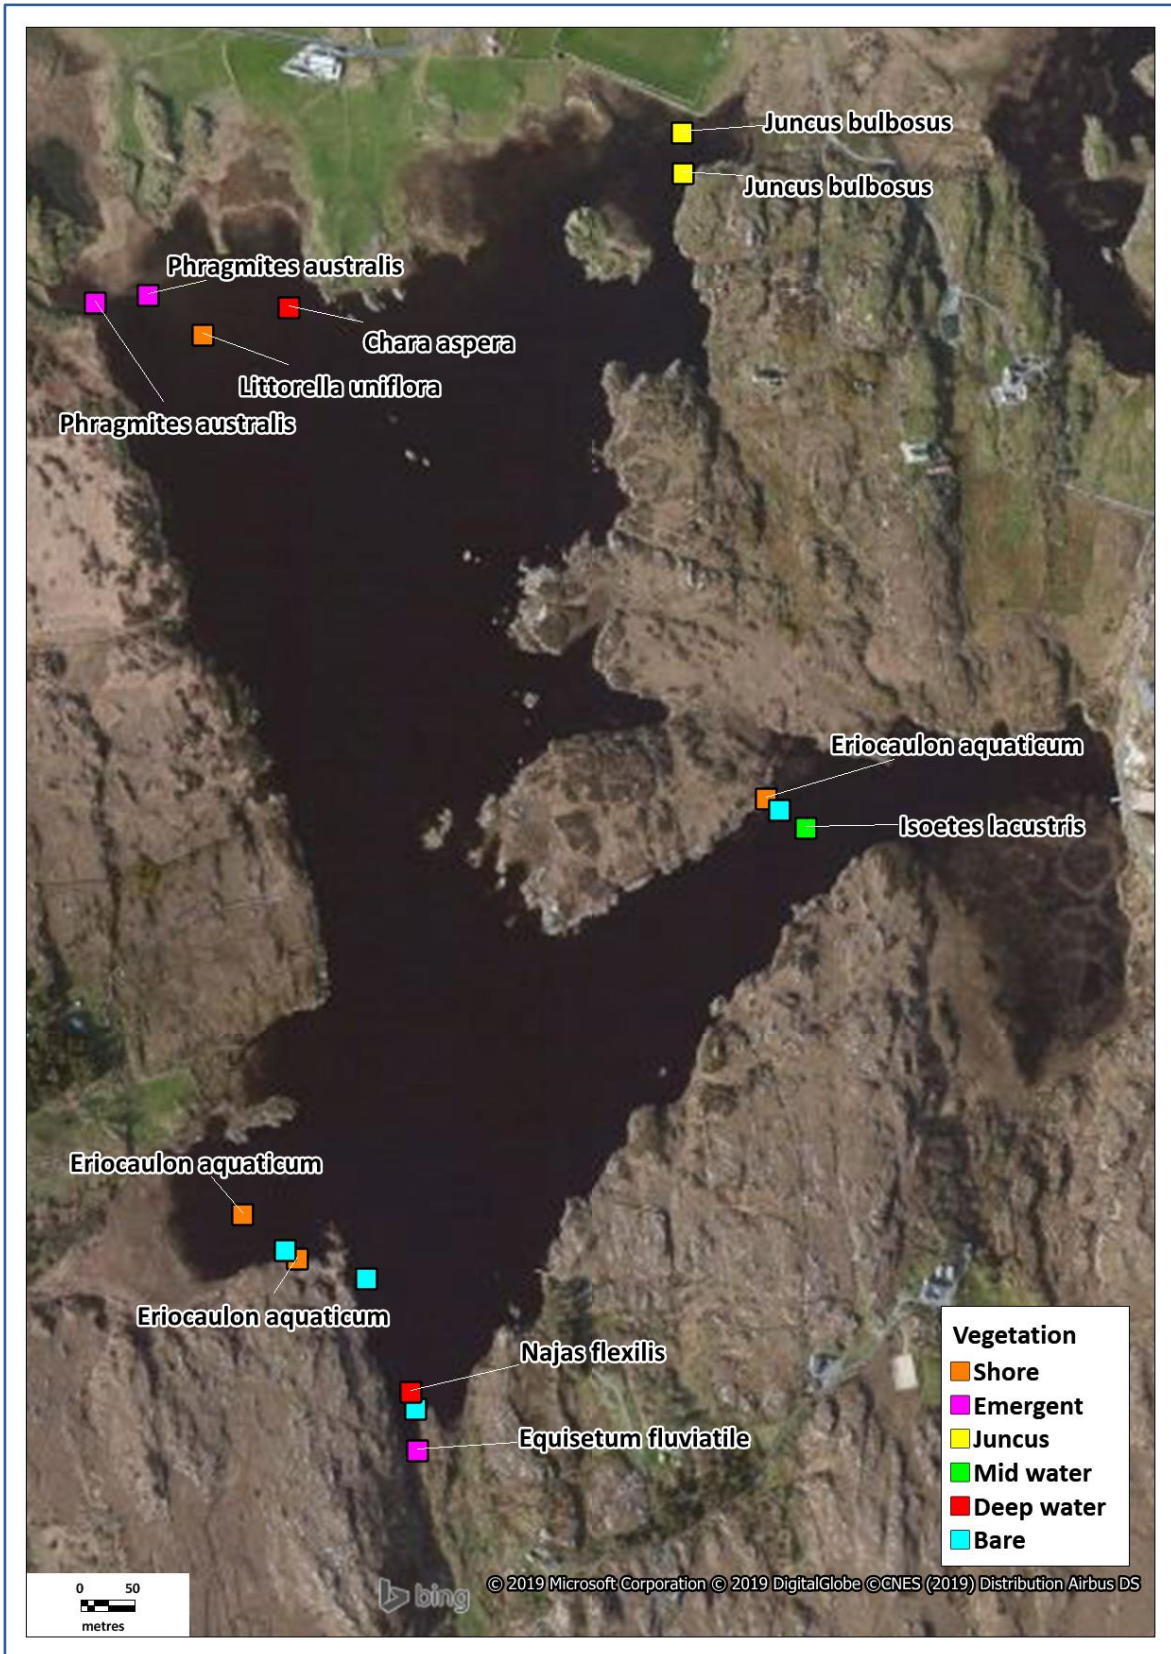 Juncus bulbosus
Juncus bulbosus
Phragmites australis
Chara aspera
Littorella uniflora
Phragmites australis
Eriocaulon aquaticum
Isoetes lacustris
Eriocaulon aquaticum
Eriocaulon aquaticum
Najas flexilis
Equisetum fluviatile
Vegetation
Shore
Emergent
Juncus
Mid water
Deep water
Bare
0 50
metres
bing
© 2019 Microsoft Corporation © 2019 DigitalGlobe ©CNES (2019) Distribution Airbus DS